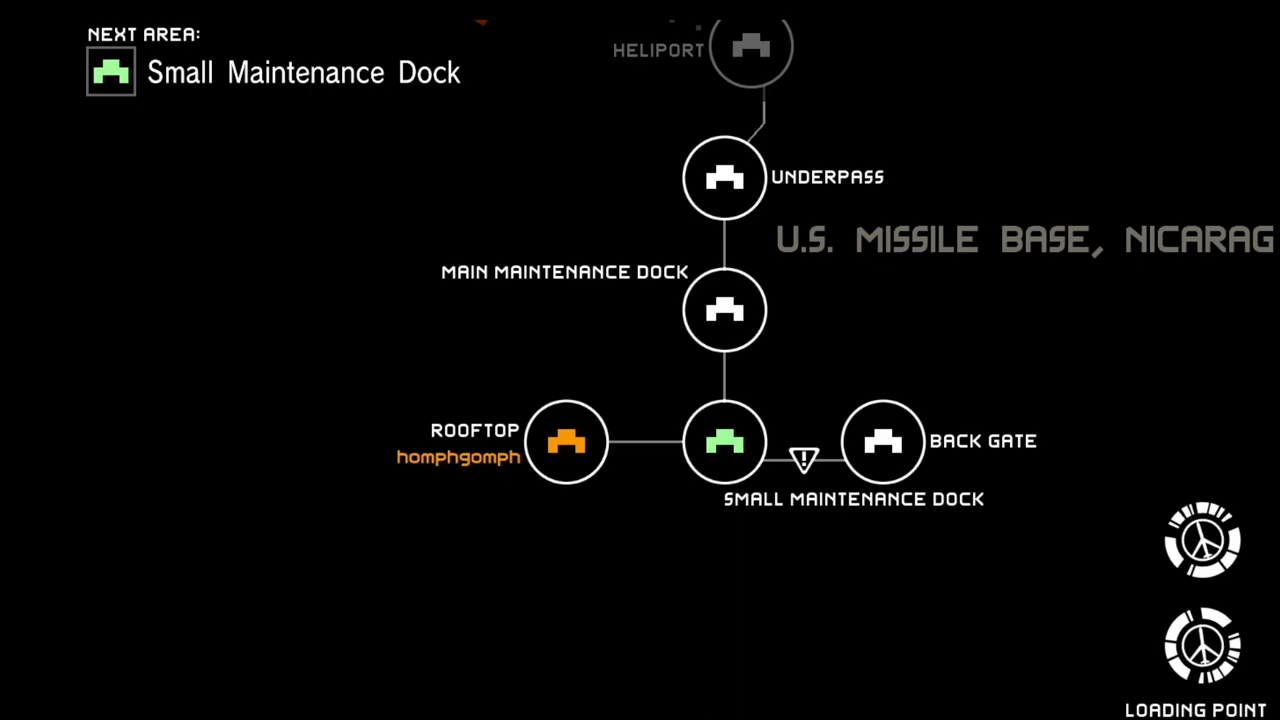 NEXT AREA:
Small Maintenance Dock
HELIPORT
UNDERPASS
U.S. MISSILE BASE, NICARAG
MAIN MAINTENANCE DOCK
ROOFTOP
homphgomph
BACK GATE
SMALL MAINTENANCE DOCK
LOADING POINT